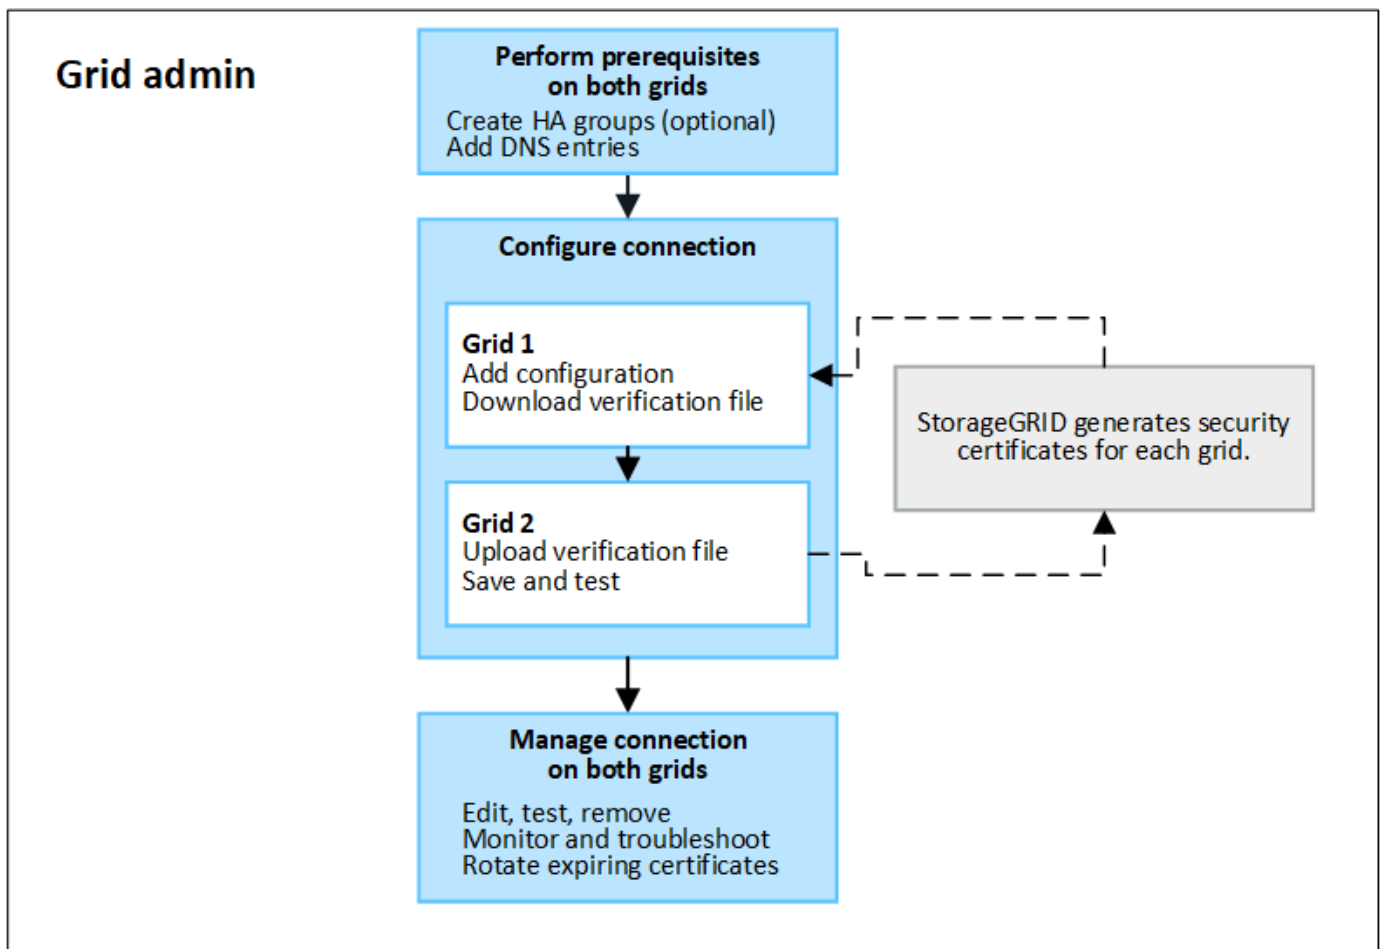 Grid admin
Perform prerequisites
on both grids
Create HA groups (optional)
Add DNS entries
Configure connection
Grid 1
Add configuration
Download verification file
StorageGRID generates security
certificates for each grid.
Grid 2
Upload verification file
Save and test
Manage connection
on both grids
Edit, test, remove
Monitor and troubleshoot
Rotate expiring certificates